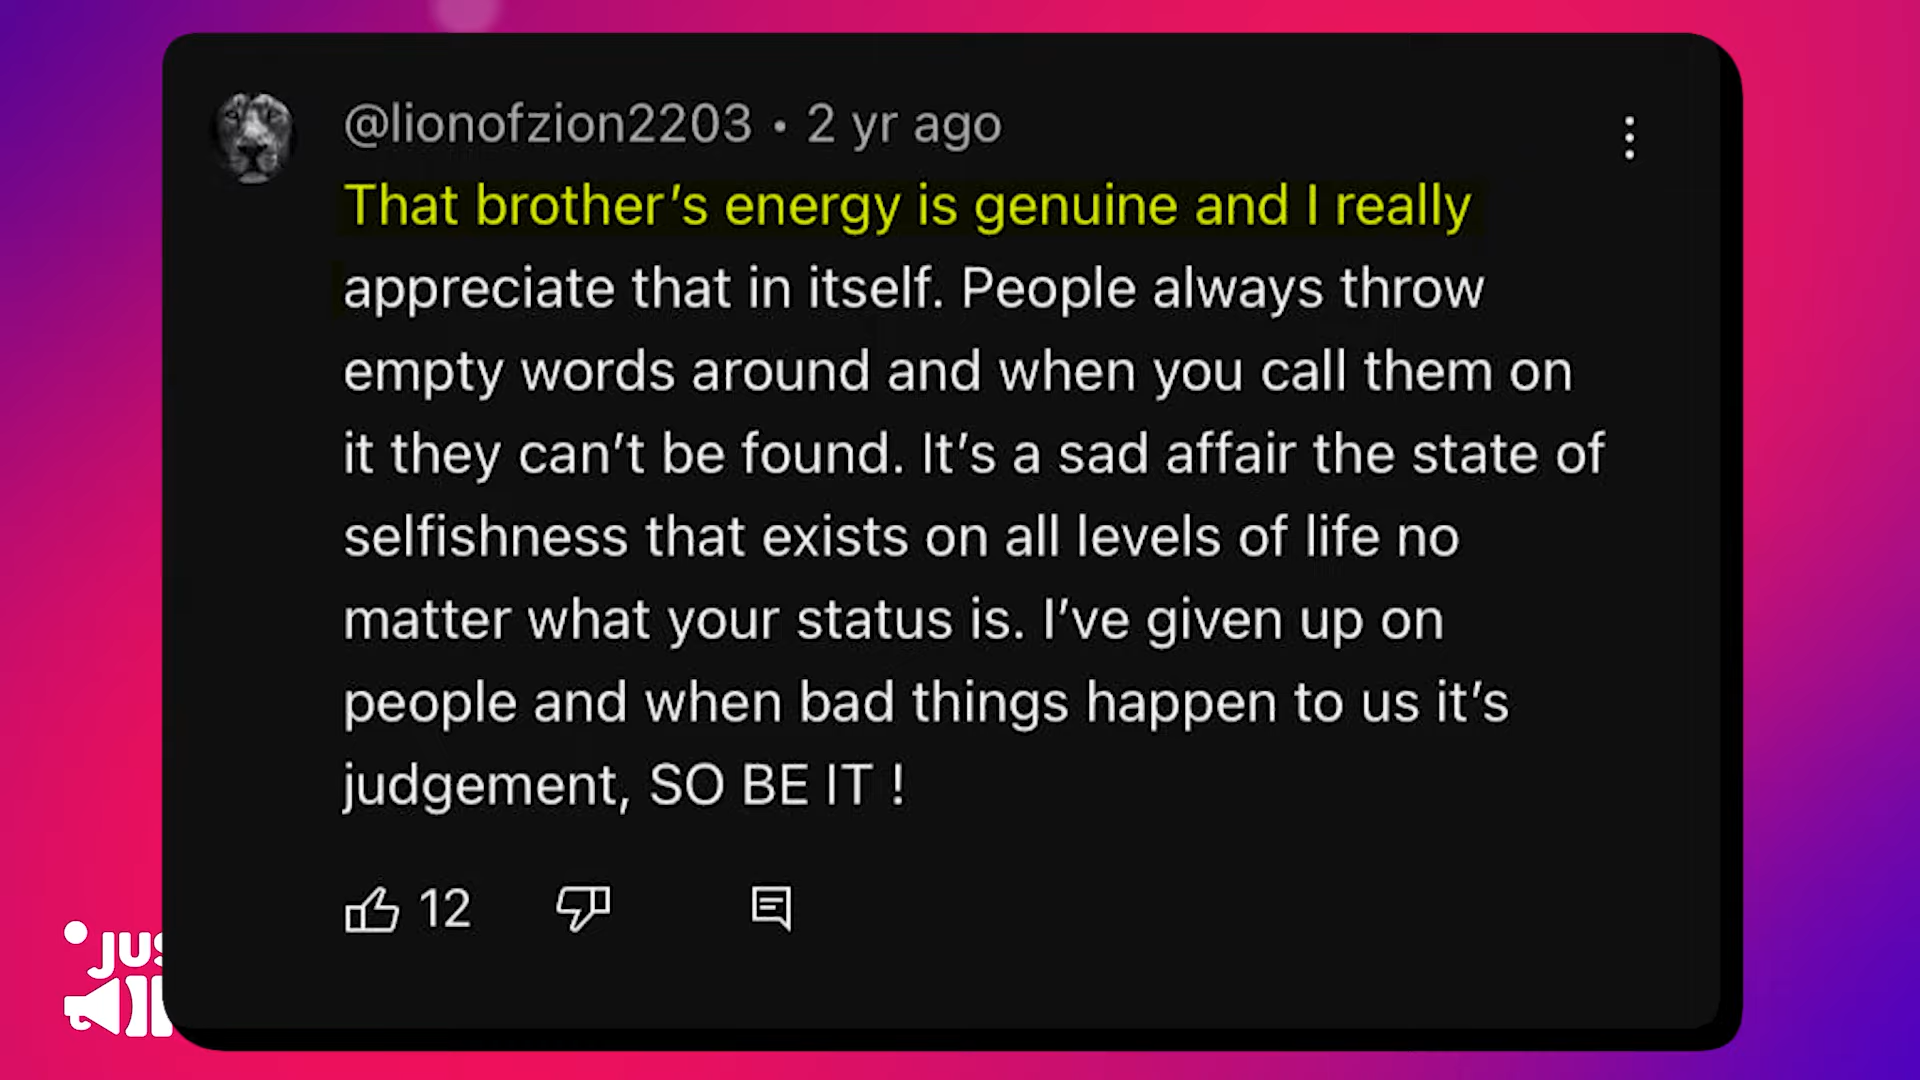 @lionofzion2203 • 2 yr ago
That brother’s energy is genuine and I really
appreciate that in itself. People always throw
empty words around and when you call them on
it they can’t be found. It’s a sad affair the state of
selfishness that exists on all levels of life no
matter what your status is. I’ve given up on
people and when bad things happen to us it’s
judgement, SO BE IT !
12
JUS